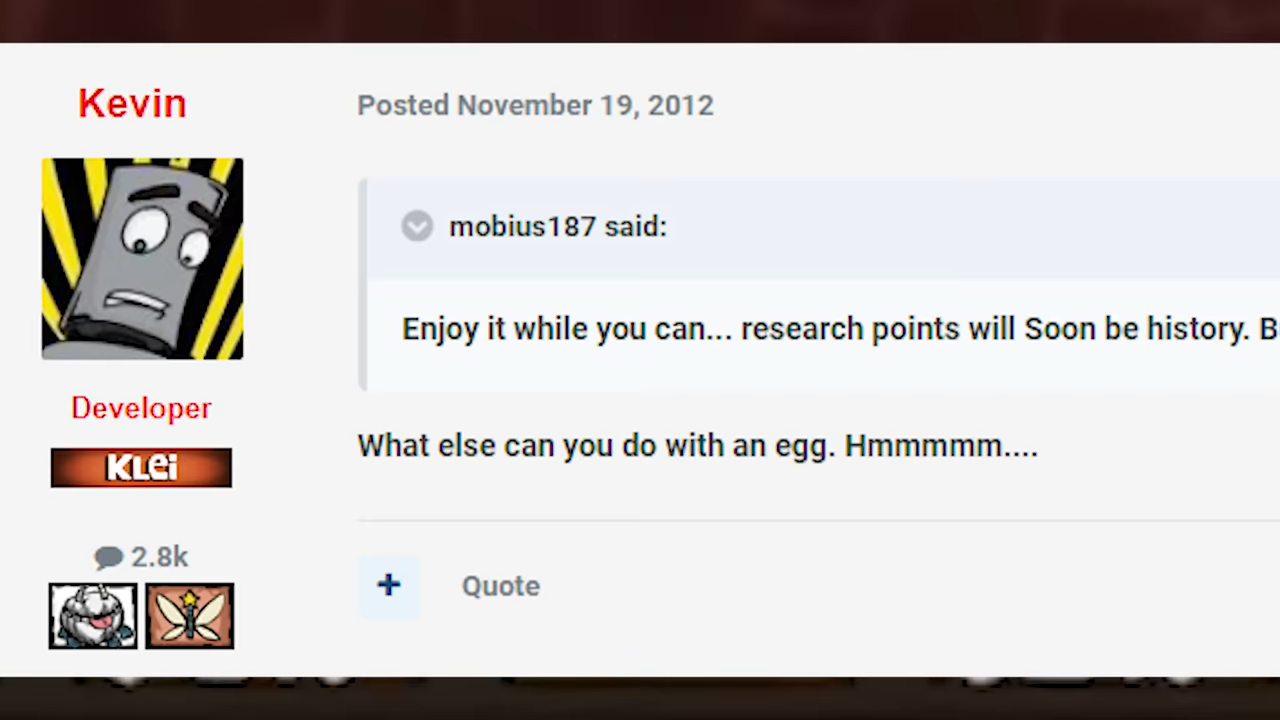 Kevin
Posted November 19, 2012
mobius187 said:
Enjoy it while you can... research points will Soon be history. B
Developer
What else can you do with an egg. Hmmmmm....
KLEi
2.8k
+ Quote